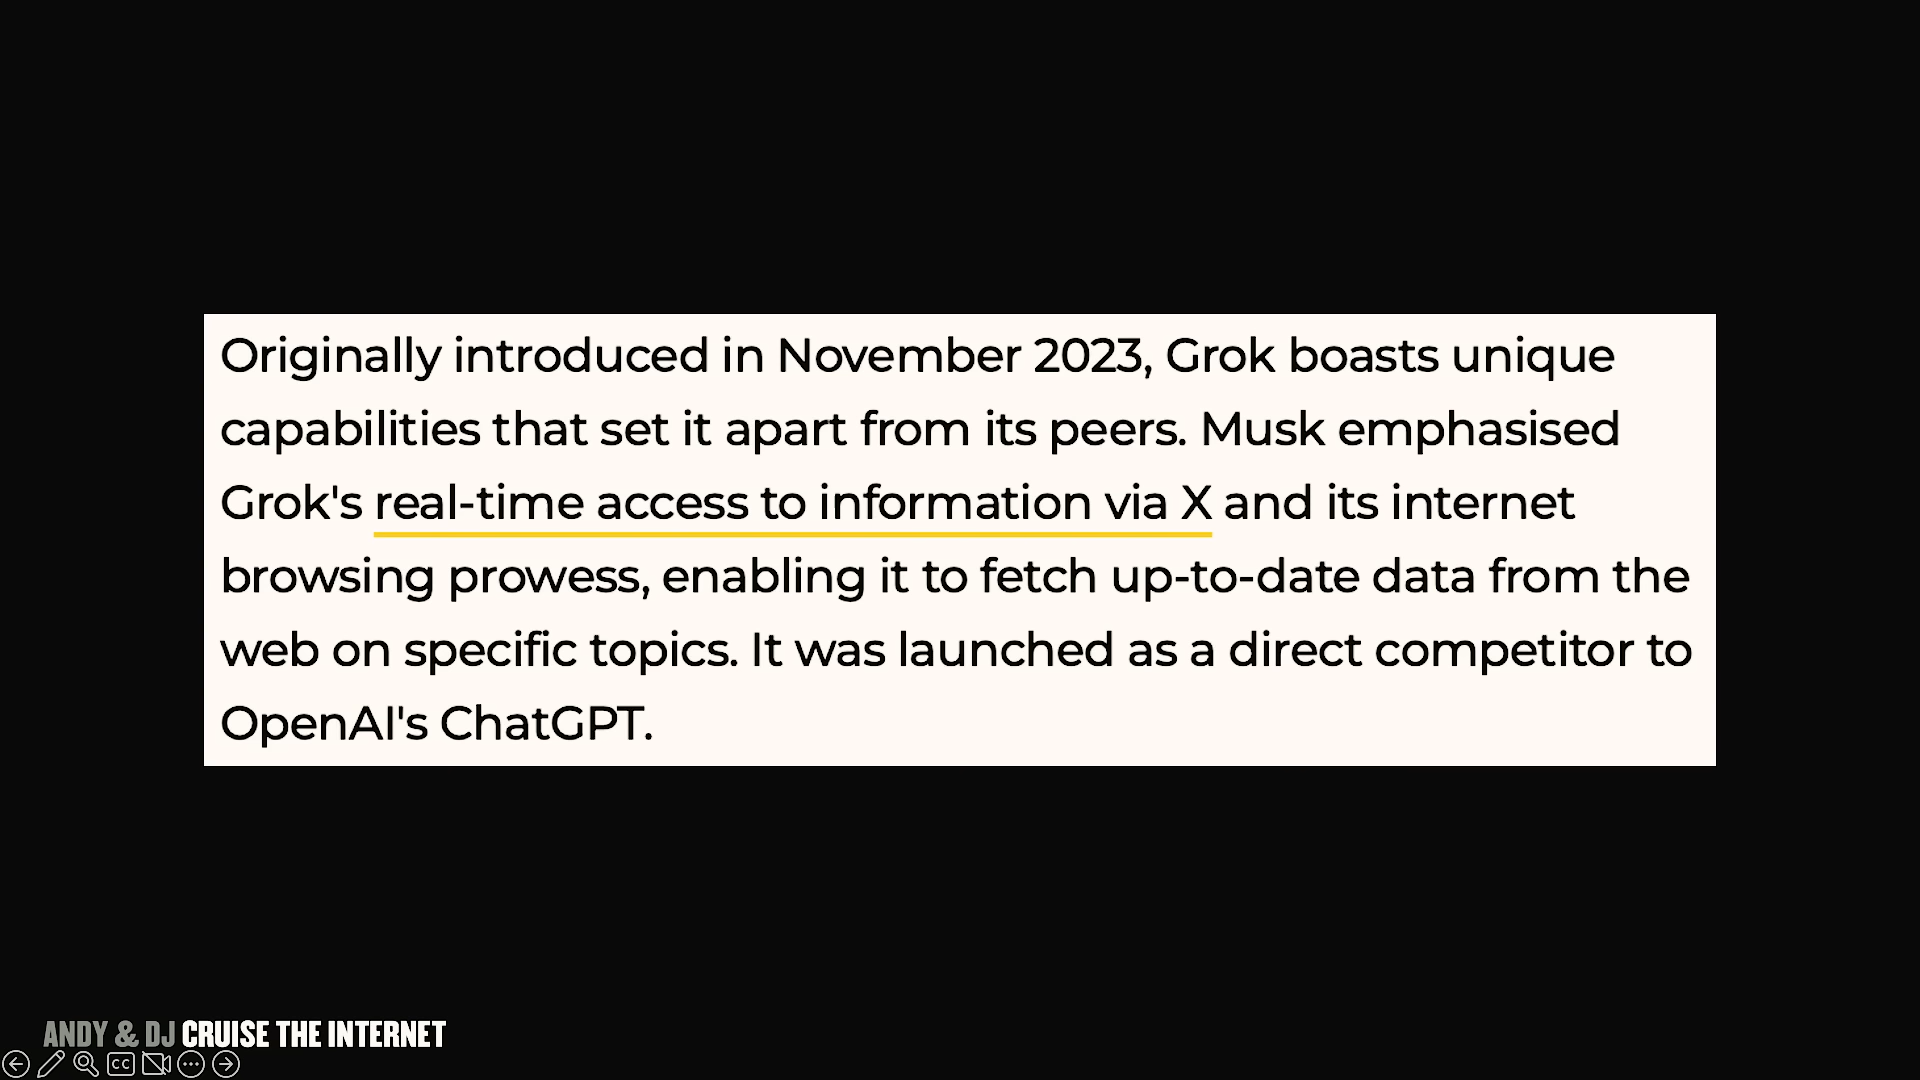 Originally introduced in November 2023, Grok boasts unique
capabilities that set it apart from its peers. Musk emphasised
Grok's real-time access to information via X and its internet
browsing prowess, enabling it to fetch up-to-date data from the
web on specific topics. It was launched as a direct competitor to
OpenAI's ChatGPT.
ANDY & DJ CRUISE THE INTERNET
CC